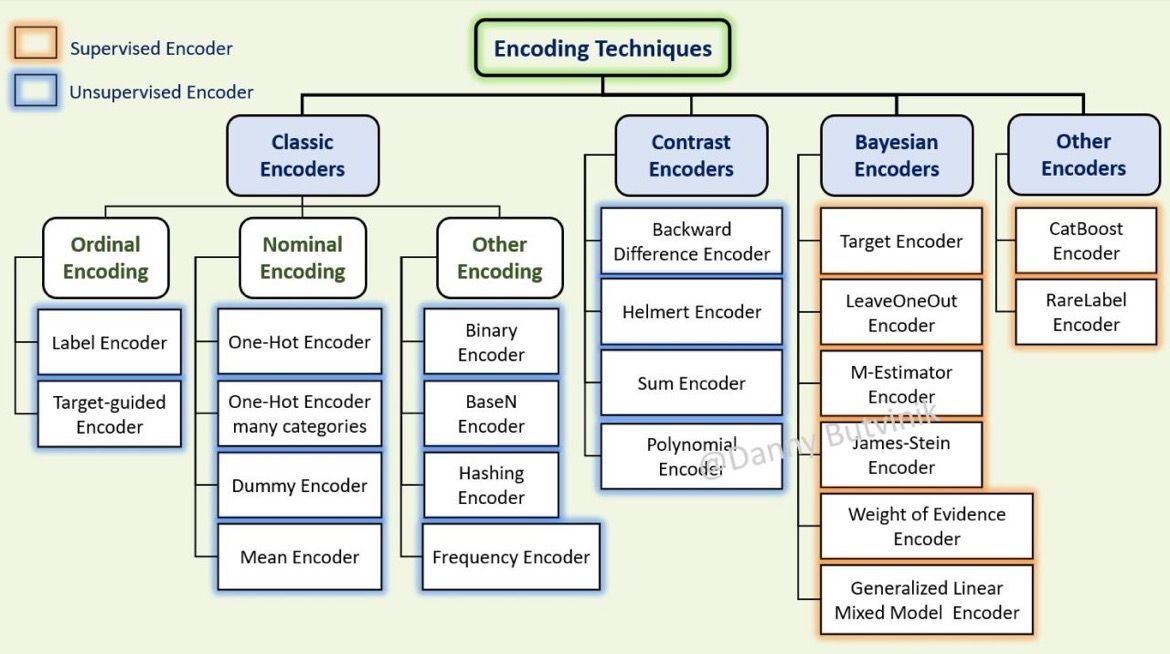 Supervised Encoder
Unsupervised Encoder
Encoding Techniques
Classic
Encoders
Contrast
Encoders
Bayesian
Encoders
Other
Encoders
Ordinal
Encoding
Nominal
Encoding
Other
Encoding
Label Encoder
Target-guided
Encoder
One-Hot Encoder
One-Hot Encoder
many categories
Dummy Encoder
Mean Encoder
Binary
Encoder
BaseN
Encoder
Hashing
Encoder
Frequency Encoder
Backward
Difference Encoder
Helmert Encoder
Sum Encoder
Polynomial
Encoder
Target Encoder
LeaveOneOut
Encoder
M-Estimator
Encoder
James-Stein
Encoder
Weight of Evidence
Encoder
Generalized Linear
Mixed Model Encoder
CatBoost
Encoder
RareLabel
Encoder
@Danny Butvinik